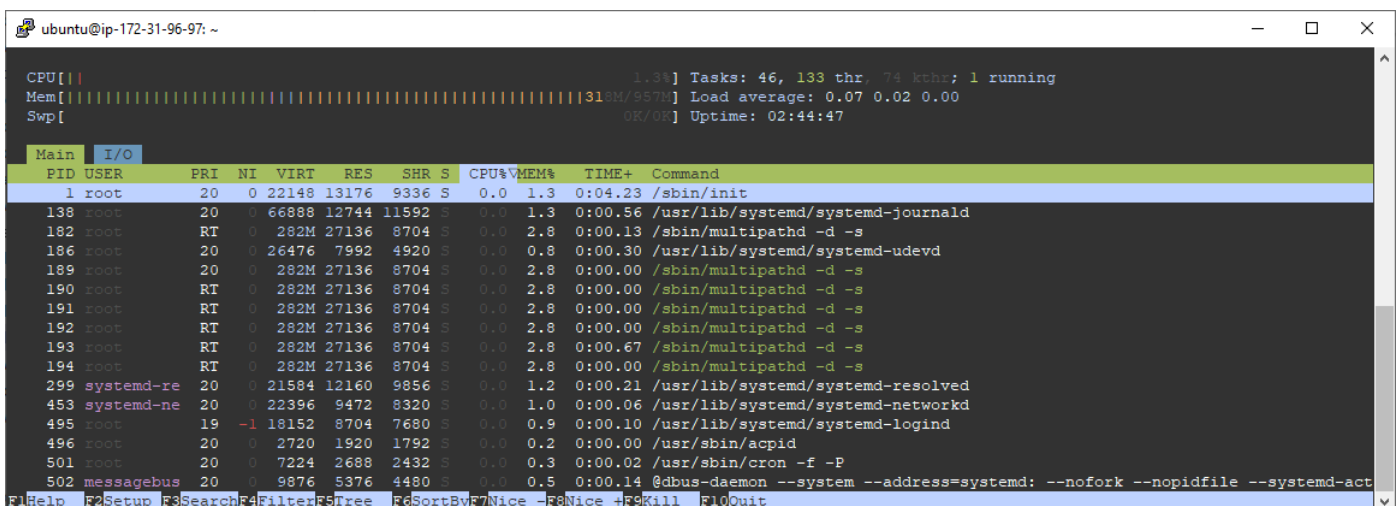 ubuntu@ip-172-31-96-97: ~
CPU[|| 1.3%] Tasks: 46, 133 thr, 74 kthr; 1 running
Mem[||||||||||||||||||||||||||||||||||||||||||||||||||||||318M/957M] Load average: 0.07 0.02 0.00
Swp[ 0K/0K] Uptime: 02:44:47
Main I/O
PID USER PRI NI VIRT RES SHR S CPU%▽MEM% TIME+ Command
1 root 20 0 22148 13176 9336 S 0.0 1.3 0:04.23 /sbin/init
138 root 20 0 66888 12744 11592 S 0.0 1.3 0:00.56 /usr/lib/systemd/systemd-journald
182 root RT 0 282M 27136 8704 S 0.0 2.8 0:00.13 /sbin/multipathd -d -s
186 root 20 0 26476 7992 4920 S 0.0 0.8 0:00.30 /usr/lib/systemd/systemd-udevd
189 root 20 0 282M 27136 8704 S 0.0 2.8 0:00.00 /sbin/multipathd -d -s
190 root RT 0 282M 27136 8704 S 0.0 2.8 0:00.00 /sbin/multipathd -d -s
191 root RT 0 282M 27136 8704 S 0.0 2.8 0:00.00 /sbin/multipathd -d -s
192 root RT 0 282M 27136 8704 S 0.0 2.8 0:00.00 /sbin/multipathd -d -s
193 root RT 0 282M 27136 8704 S 0.0 2.8 0:00.67 /sbin/multipathd -d -s
194 root RT 0 282M 27136 8704 S 0.0 2.8 0:00.00 /sbin/multipathd -d -s
299 systemd-re 20 0 21584 12160 9856 S 0.0 1.2 0:00.21 /usr/lib/systemd/systemd-resolved
453 systemd-ne 20 0 22396 9472 8320 S 0.0 1.0 0:00.06 /usr/lib/systemd/systemd-networkd
495 root 19 -1 18152 8704 7680 S 0.0 0.9 0:00.10 /usr/lib/systemd/systemd-logind
496 root 20 0 2720 1920 1792 S 0.0 0.2 0:00.00 /usr/sbin/acpid
501 root 20 0 7224 2688 2432 S 0.0 0.3 0:00.02 /usr/sbin/cron -f -P
502 messagebus 20 0 9876 5376 4480 S 0.0 0.5 0:00.14 @dbus-daemon --system --address=systemd: --nofork --nopidfile --systemd-act
F1Help F2Setup F3SearchF4FilterF5Tree F6SortByF7Nice -F8Nice +F9Kill F10Quit